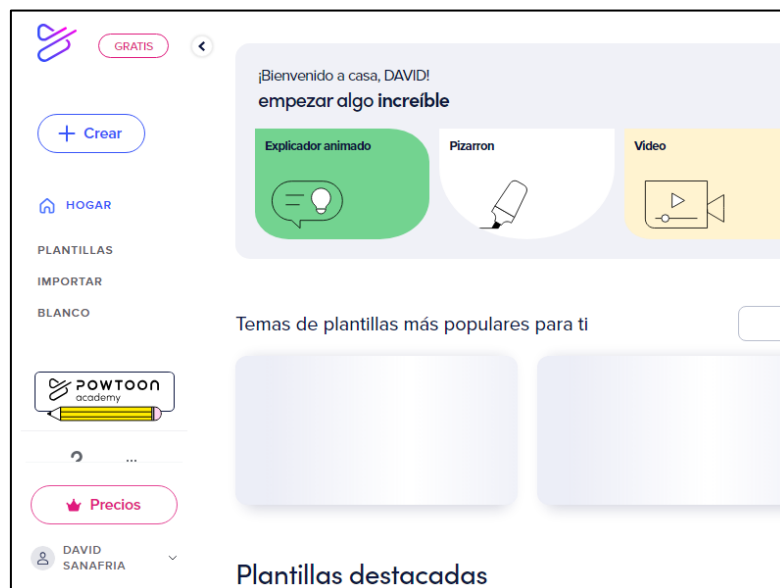 GRATIS
+ Crear
HOGAR
PLANTILLAS
IMPORTAR
BLANCO
POWTOON
academy
?
...
Precios
DAVID
SANAFRIA
¡Bienvenido a casa, DAVID!
empezar algo increíble
Explicador animado
Pizarron
Video
Temas de plantillas más populares para ti
Plantillas destacadas